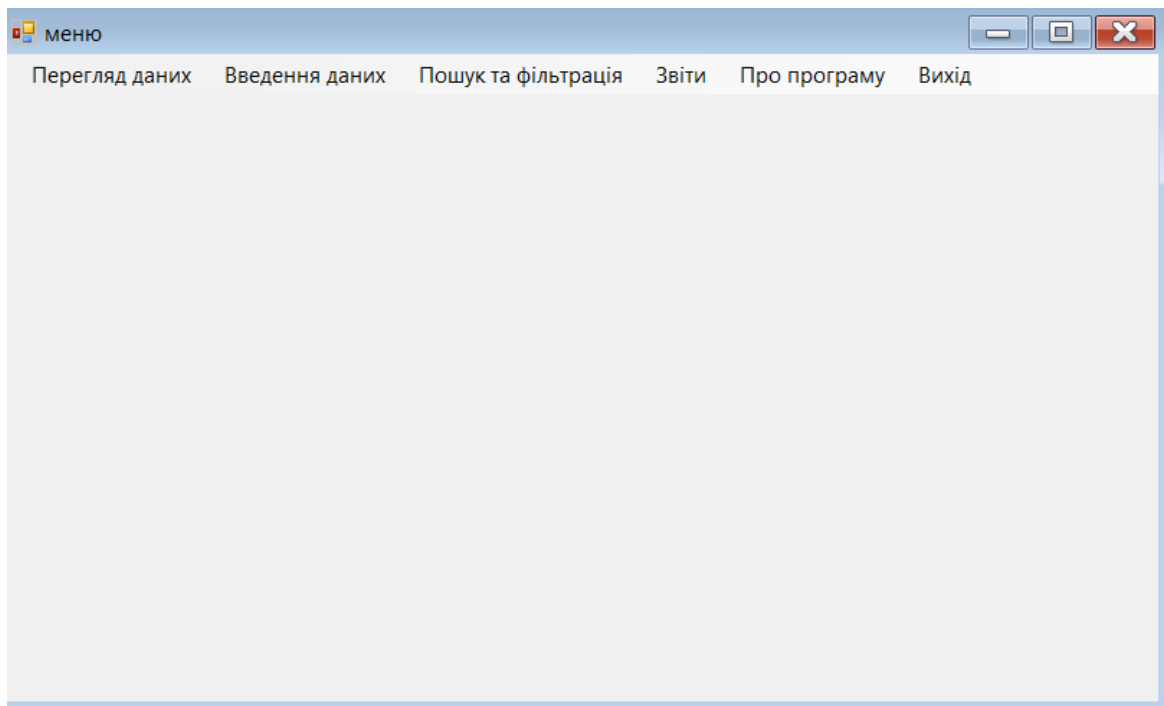 меню
Перегляд даних Введення даних Пошук та фільтрація Звіти Про програму Вихід